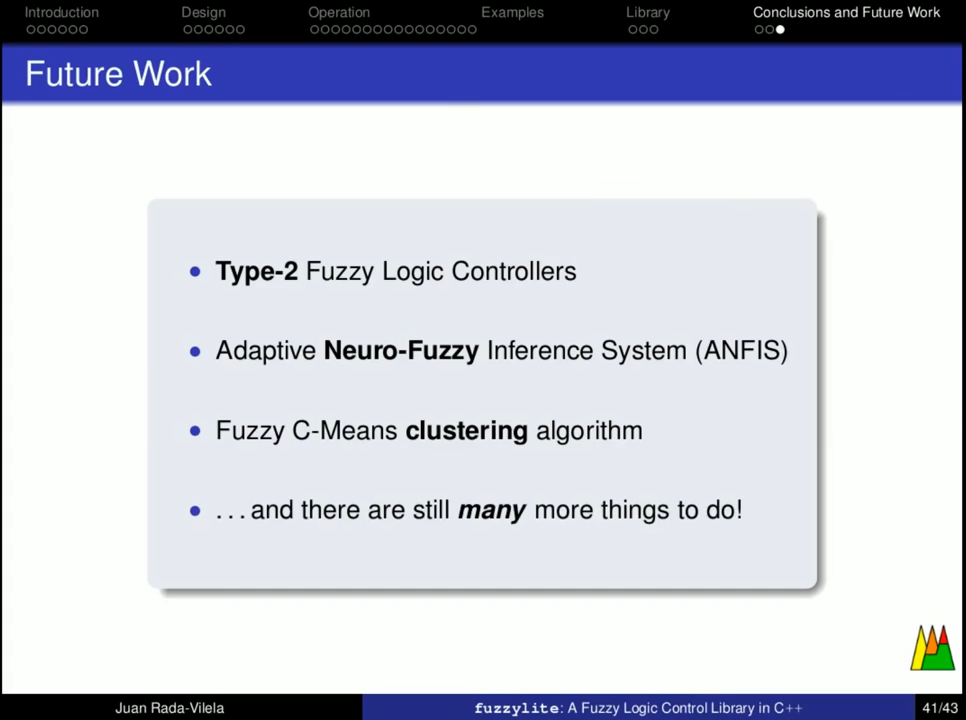 Introduction Design Operation Examples Library Conclusions and Future Work
Future Work
Type-2 Fuzzy Logic Controllers
Adaptive Neuro-Fuzzy Inference System (ANFIS)
Fuzzy C-Means clustering algorithm
...and there are still many more things to do!
Juan Rada-Vilela fuzzylite: A Fuzzy Logic Control Library in C++ 41/43